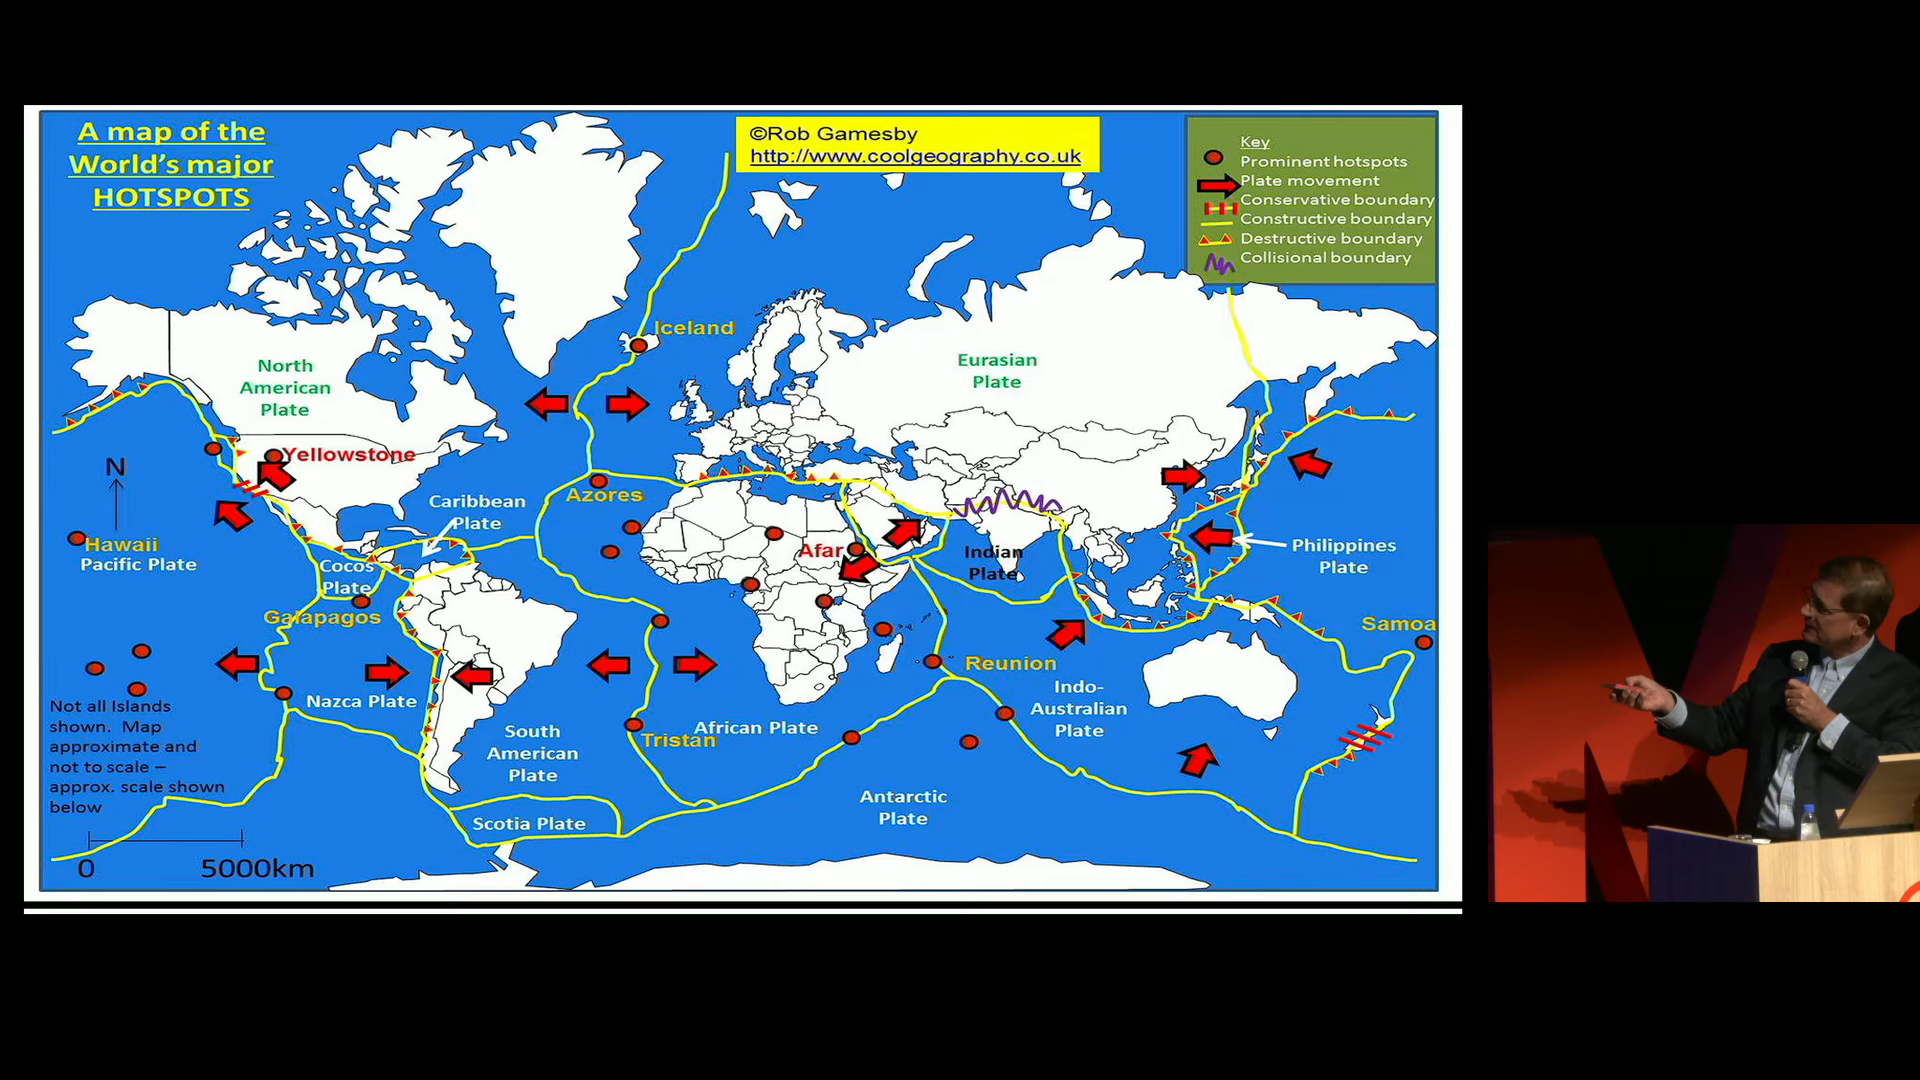 A map of the
World's major
HOTSPOTS
©Rob Gamesby
http://www.coolgeography.co.uk
Key
Prominent hotspots
Plate movement
Conservative boundary
Constructive boundary
Destructive boundary
Collisional boundary
Iceland
North
American
Plate
Eurasian
Plate
Yellowstone
N
Azores
Caribbean
Plate
Hawaii
Pacific Plate
Cocos
Plate
Afar
Indian
Plate
Philippines
Plate
Galapagos
Samoa
Reunion
Nazca Plate
Indo-
Australian
Plate
South
American
Plate
African Plate
Tristan
Not all Islands
shown. Map
approximate and
not to scale –
approx. scale shown
below
Antarctic
Plate
Scotia Plate
0
5000km